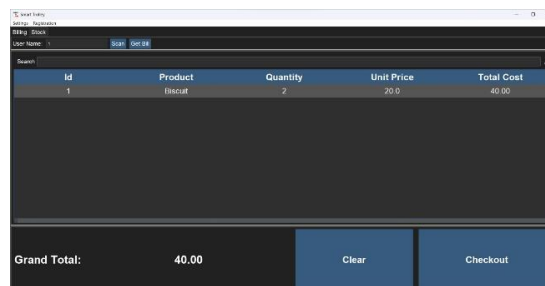 Smart Trolley
Settings Registration
Billing Stock
User Name: 1 Scan Get Bill
Search
Id Product Quantity Unit Price Total Cost
1 Biscuit 2 20.0 40.00
Grand Total: 40.00 Clear Checkout